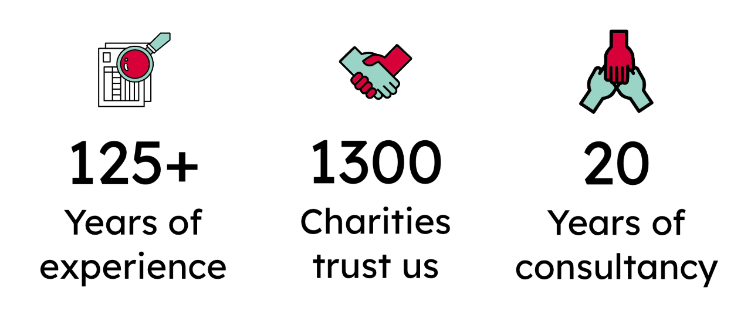 125+
Years of
experience
1300
Charities
trust us
20
Years of
consultancy